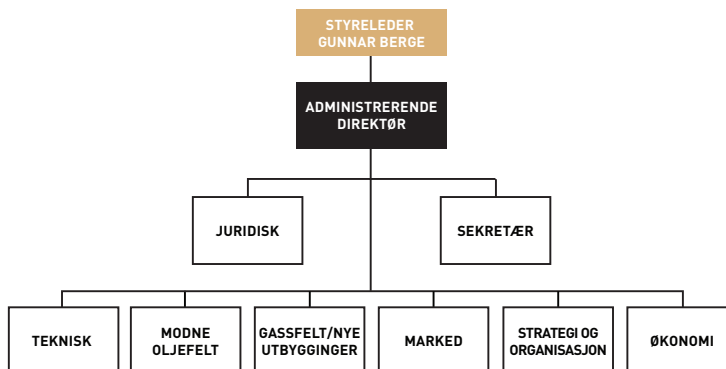 STYRELEDER
GUNNAR BERGE
ADMINISTRERENDE
DIREKTØR
JURIDISK
SEKRETÆR
TEKNISK
MODNE
OLJEFELT
GASSFELT/NYE
UTBYGGINGER
MARKED
STRATEGI OG
ORGANISASJON
ØKONOMI